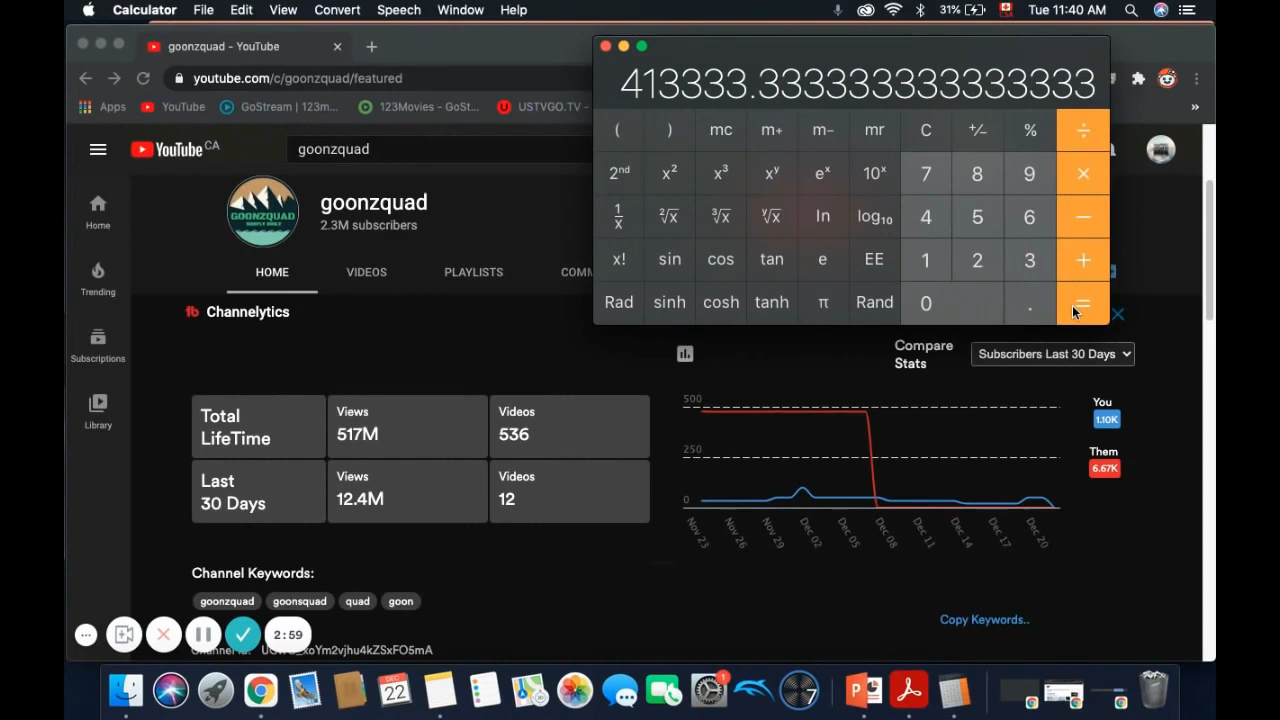 Calculator File Edit View Convert Speech Window Help 31% Tue 11:40 AM
goonzquad - YouTube
youtube.com/c/goonzquad/featured
Apps YouTube GoStream | 123m... 123Movies - GoSt... USTVGO.TV - »
413333.3333333333333333
( ) mc m+ m- mr C +/- % ÷
2nd x² x³ xʸ eˣ 10ˣ 7 8 9 ×
1/x ²√x ³√x ʸ√x ln log₁₀ 4 5 6 −
x! sin cos tan e EE 1 2 3 +
Rad sinh cosh tanh π Rand 0 . =
YouTube CA
goonzquad
Home
Trending
Subscriptions
Library
GOONZQUAD
goonzquad
2.3M subscribers
HOME VIDEOS PLAYLISTS COMM
tb Channelytics
Compare
Stats
Subscribers Last 30 Days
Total
LifeTime
Views
517M
Videos
536
Last
30 Days
Views
12.4M
Videos
12
500
250
0
Nov 23 Nov 26 Nov 29 Dec 02 Dec 05 Dec 08 Dec 11 Dec 14 Dec 17 Dec 20
You
1.10K
Them
6.67K
Channel Keywords:
goonzquad goonsquad quad goon
Copy Keywords..
2:59
DEC
22
1
7